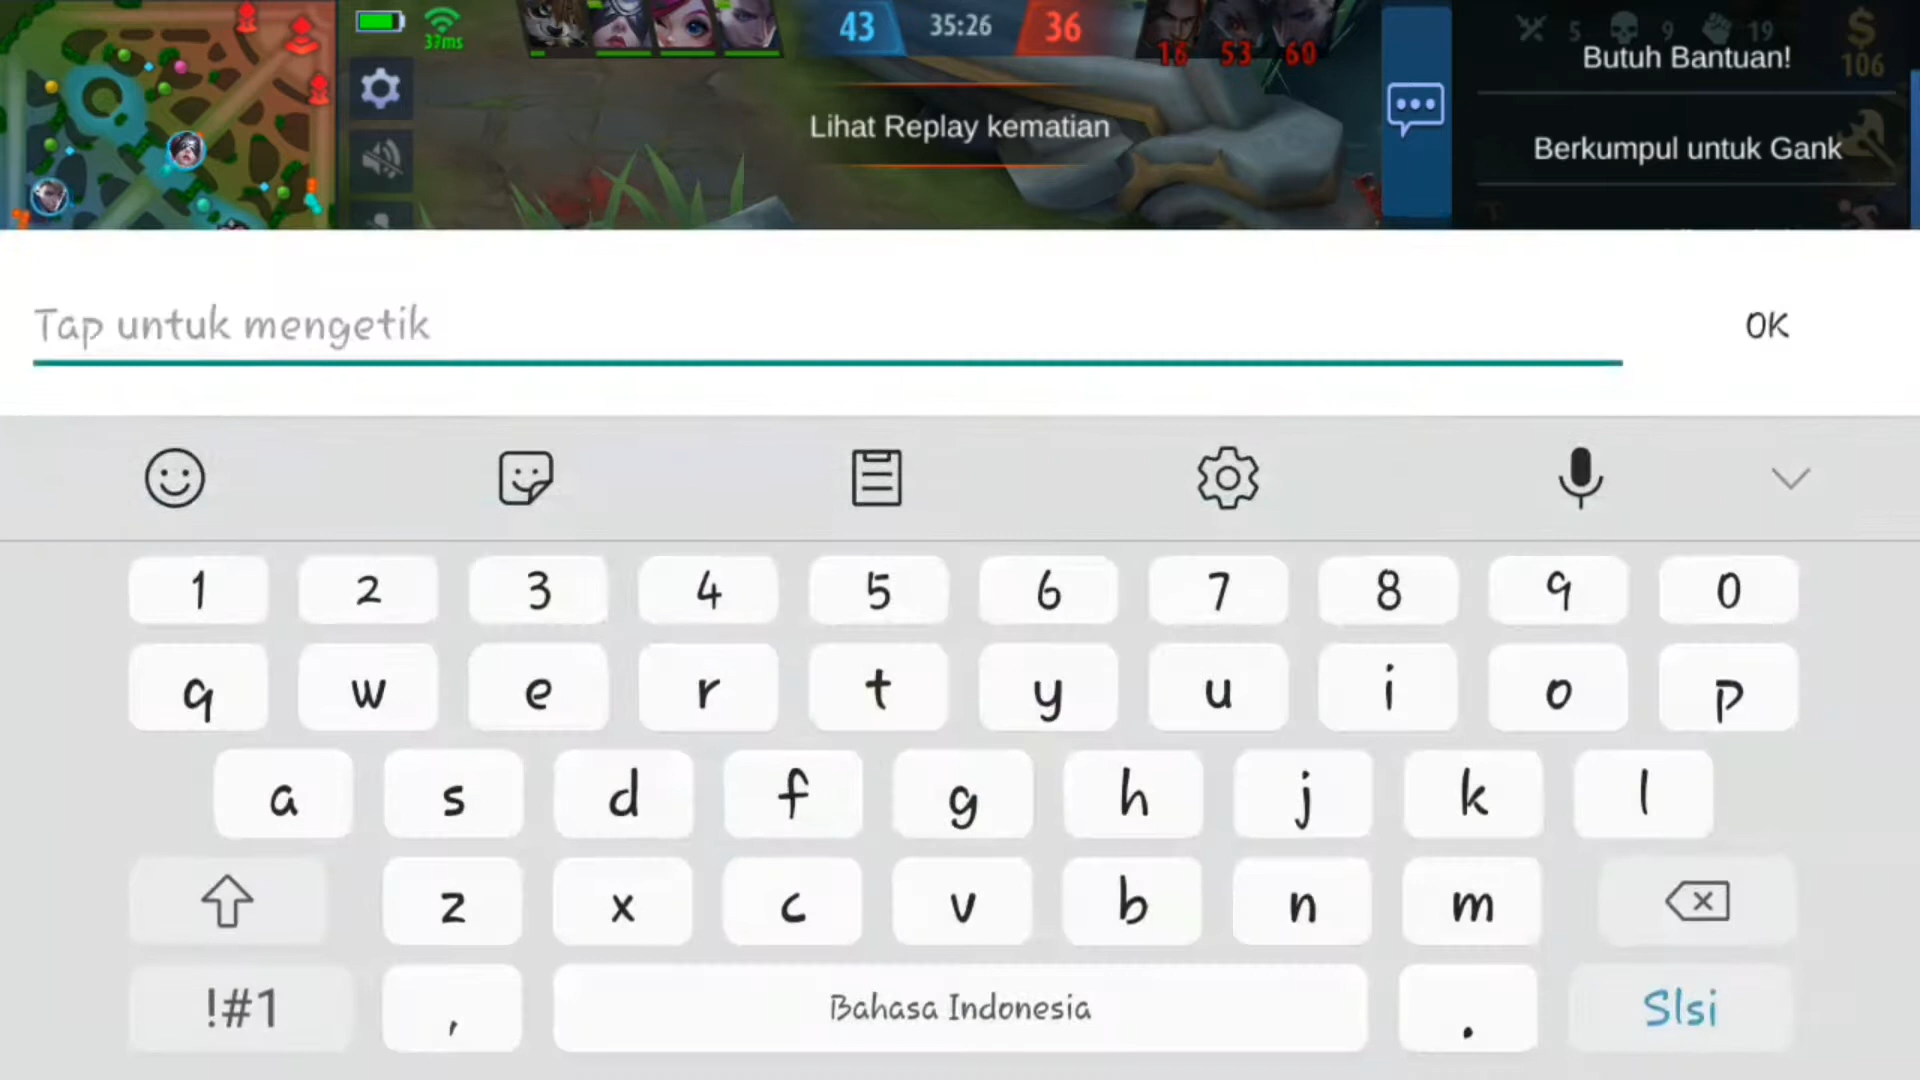 37ms
43
35:26
36
16 53 60
5 9 19
106
Butuh Bantuan!
Lihat Replay kematian
Berkumpul untuk Gank
Tap untuk mengetik
OK
1 2 3 4 5 6 7 8 9 0
q w e r t y u i o p
a s d f g h j k l
z x c v b n m
!#1 , Bahasa Indonesia . Slsi